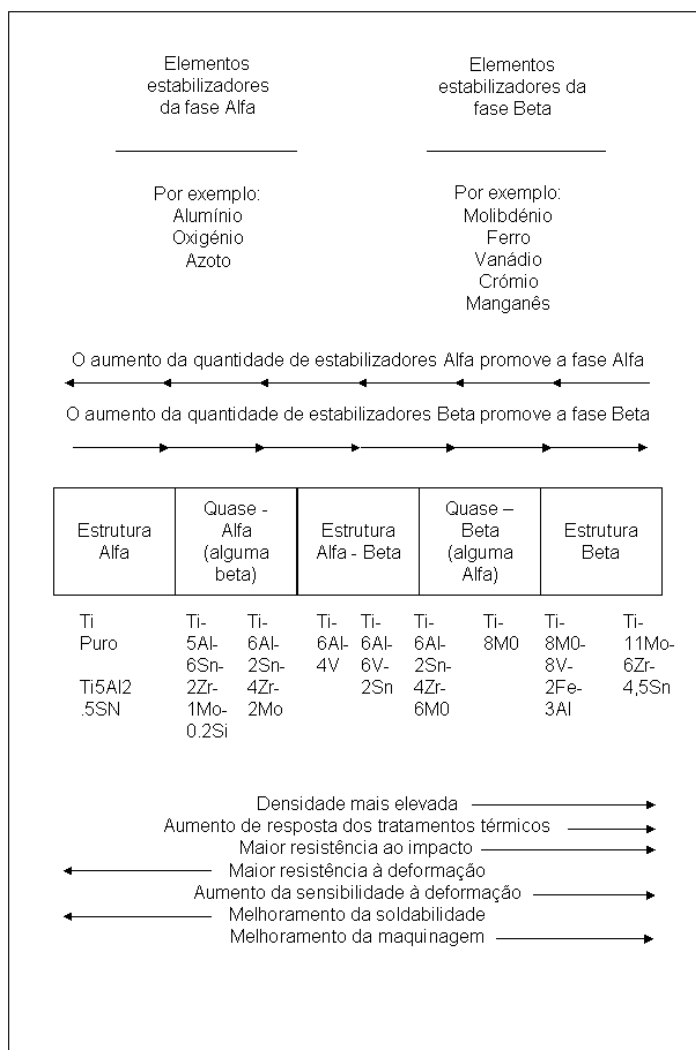 Elementos
estabilizadores
da fase Alfa
Elementos
estabilizadores da
fase Beta
Por exemplo:
Alumínio
Oxigénio
Azoto
Por exemplo:
Molibdénio
Ferro
Vanádio
Crómio
Manganês
O aumento da quantidade de estabilizadores Alfa promove a fase Alfa
O aumento da quantidade de estabilizadores Beta promove a fase Beta
Estrutura
Alfa
Quase -
Alfa
(alguma
beta)
Estrutura
Alfa - Beta
Quase –
Beta
(alguma
Alfa)
Estrutura
Beta
Ti
Puro
Ti5Al2
.5SN
Ti-
5Al-
6Sn-
2Zr-
1Mo-
0.2Si
Ti-
6Al-
2Sn-
4Zr-
2Mo
Ti-
6Al-
4V
Ti-
6Al-
6V-
2Sn
Ti-
6Al-
2Sn-
4Zr-
6M0
Ti-
8M0
Ti-
8M0-
8V-
2Fe-
3Al
Ti-
11Mo-
6Zr-
4,5Sn
Densidade mais elevada
Aumento de resposta dos tratamentos térmicos
Maior resistência ao impacto
Maior resistência à deformação
Aumento da sensibilidade à deformação
Melhoramento da soldabilidade
Melhoramento da maquinagem